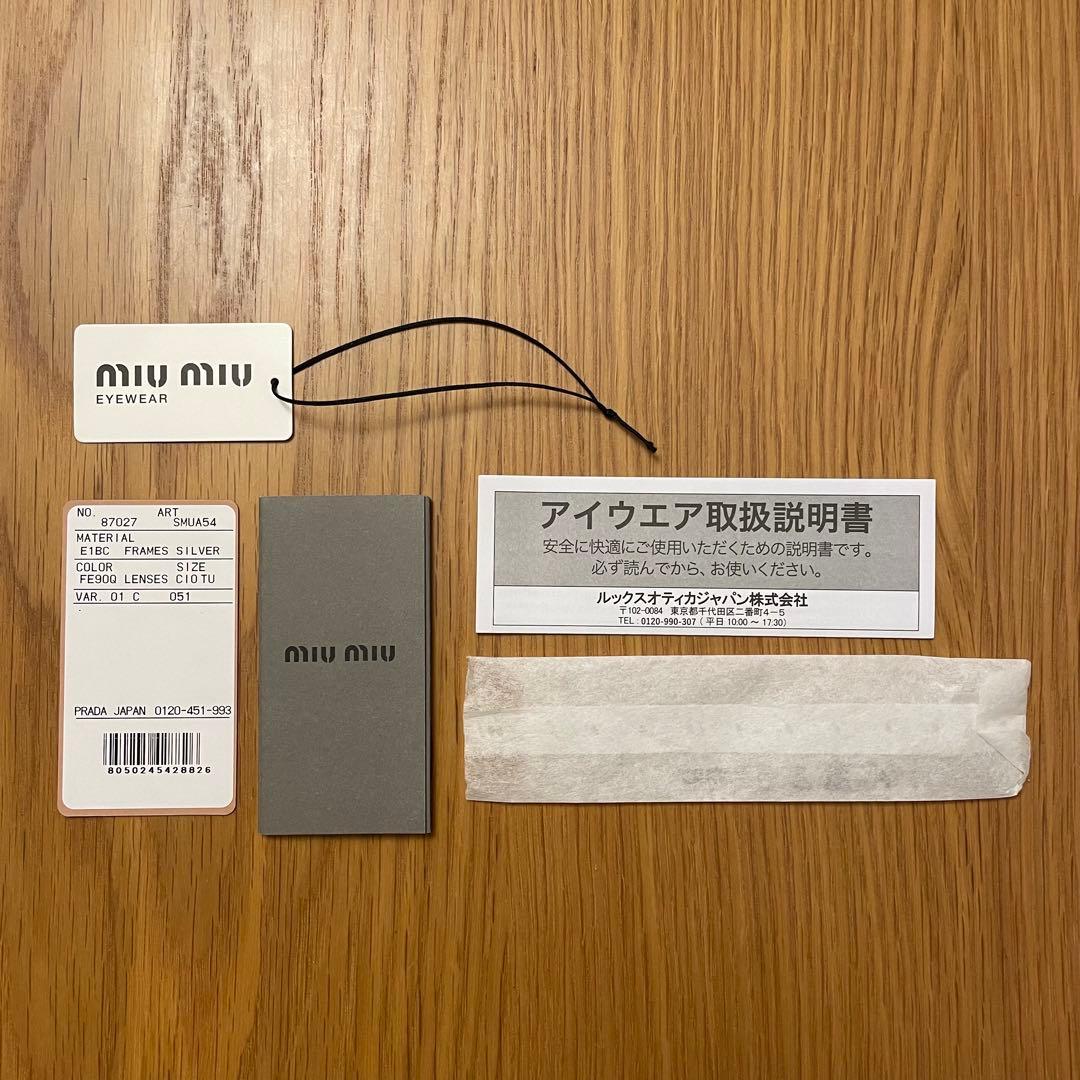 miu miu
EYEWEAR
NO. ART
87027 SMUA54
MATERIAL
E1BC FRAMES SILVER
COLOR SIZE
FE90Q LENSES CIOTU
VAR. 01 C 051
PRADA JAPAN 0120-451-993
8050245428826
miu miu
アイウエア取扱説明書
安全に快適にご使用いただくための説明書です。
必ず読んでから、お使いください。
ルックスオティカジャパン株式会社
〒102-0084 東京都千代田区二番町4-5
TEL : 0120-990-307 ( 平日 10:00 ～ 17:30)